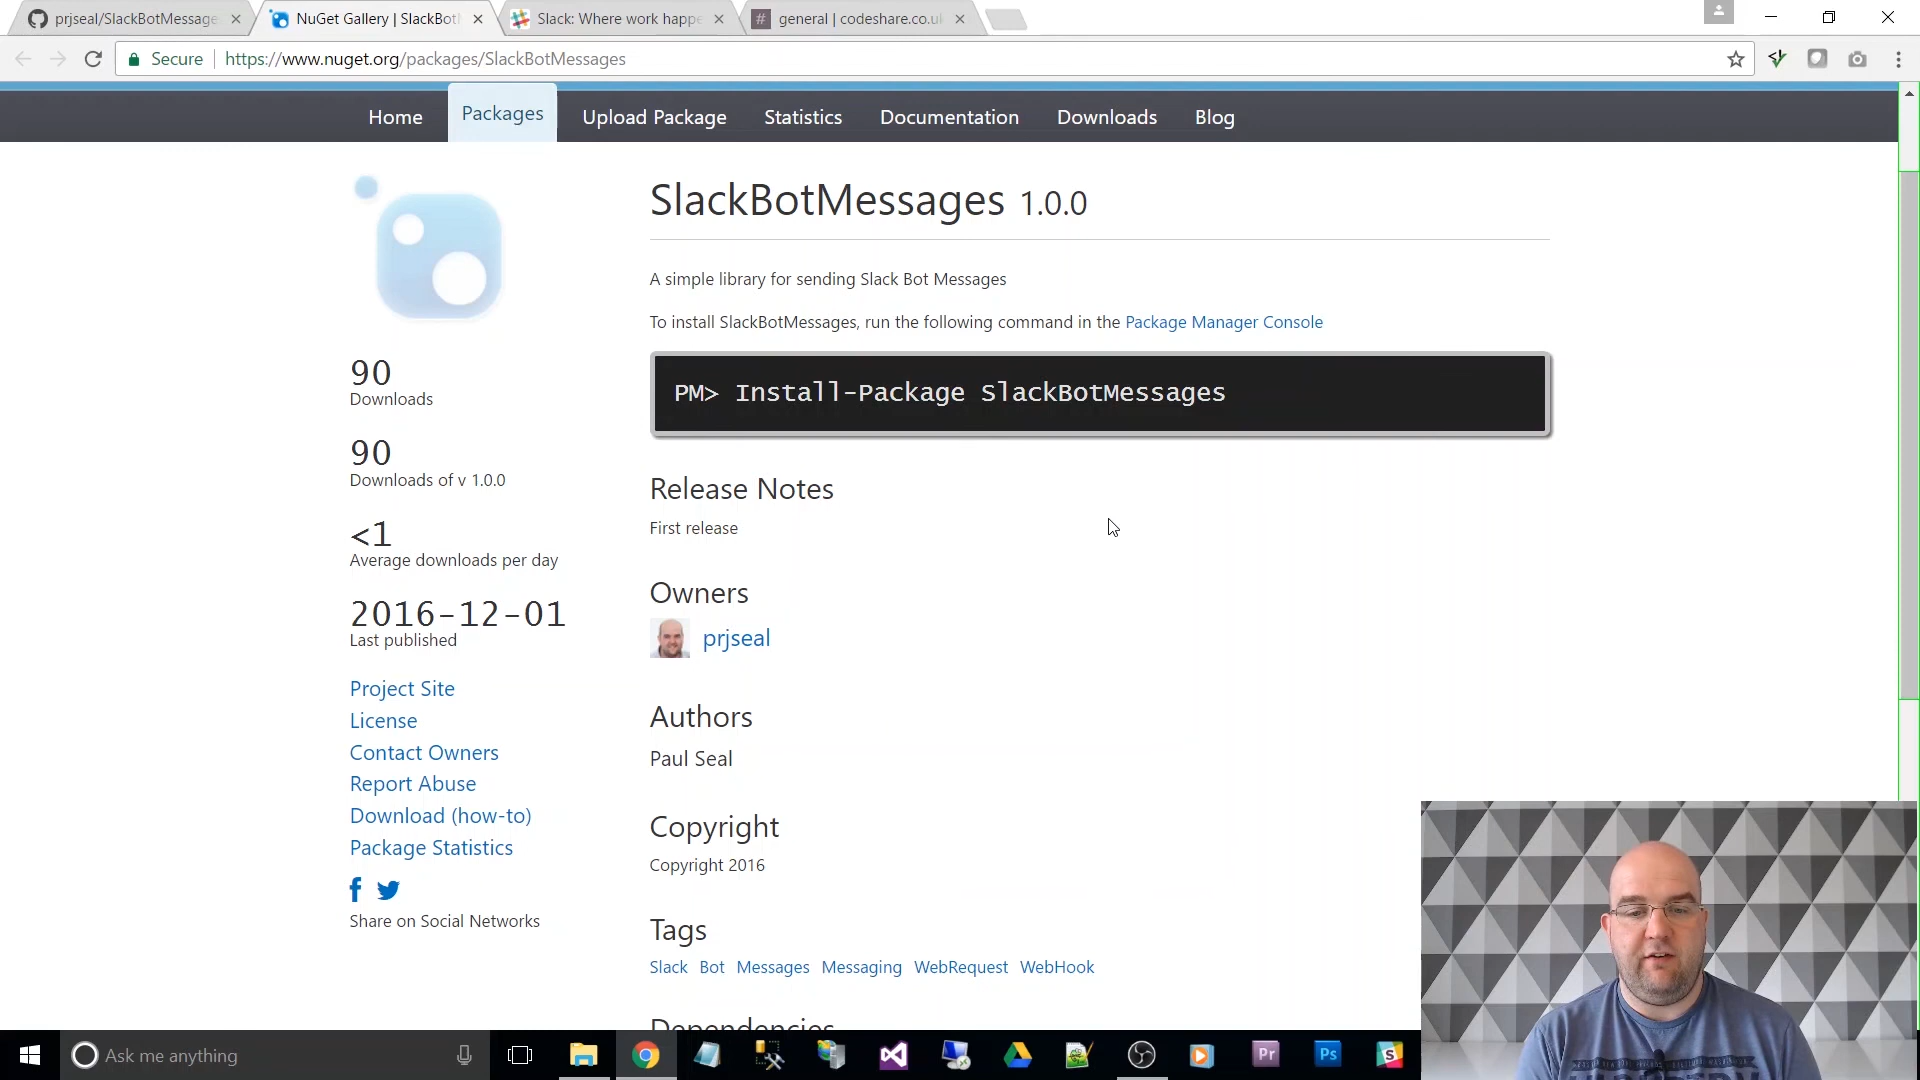 prjseal/SlackBotMessage
NuGet Gallery | SlackBot
Slack: Where work happe
general | codeshare.co.u
Secure
https://www.nuget.org/packages/SlackBotMessages
Home
Packages
Upload Package
Statistics
Documentation
Downloads
Blog
SlackBotMessages 1.0.0
A simple library for sending Slack Bot Messages
To install SlackBotMessages, run the following command in the Package Manager Console
PM> Install-Package SlackBotMessages
90
Downloads
90
Downloads of v 1.0.0
<1
Average downloads per day
2016-12-01
Last published
Project Site
License
Contact Owners
Report Abuse
Download (how-to)
Package Statistics
Share on Social Networks
Release Notes
First release
Owners
prjseal
Authors
Paul Seal
Copyright
Copyright 2016
Tags
Slack Bot Messages Messaging WebRequest WebHook
Dependencies
Ask me anything
Pr
Ps